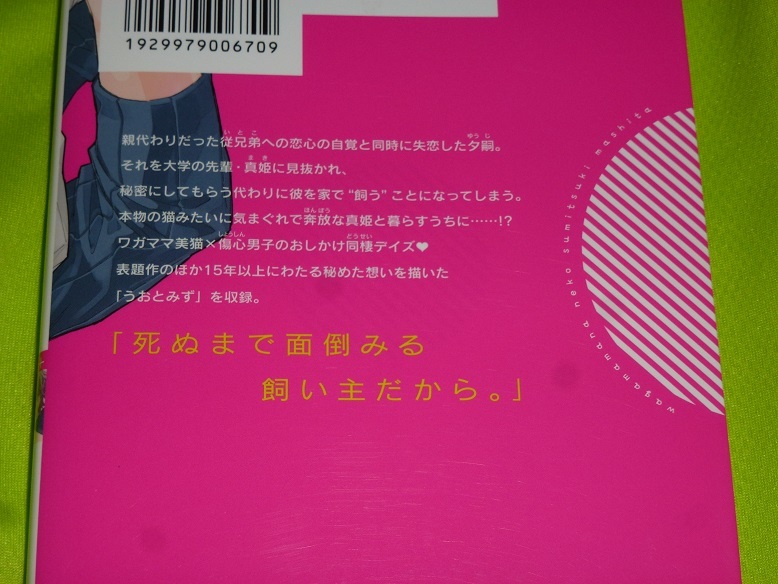 1929979006709
親代わりだった従兄弟への恋心の自覚と同時に失恋した夕嗣。
それを大学の先輩・真姫に見抜かれ、
秘密にしてもらう代わりに彼を家で“飼う”ことになってしまう。
本物の猫みたいに気まぐれで奔放な真姫と暮らすうちに……!?
ワガママ美猫×傷心男子のおしかけ同棲デイズ♥
表題作のほか15年以上にわたる秘めた想いを描いた
「うおとみず」を収録。
「死ぬまで面倒みる
飼い主だから。」
wagamamana neko sumitsuki mashita